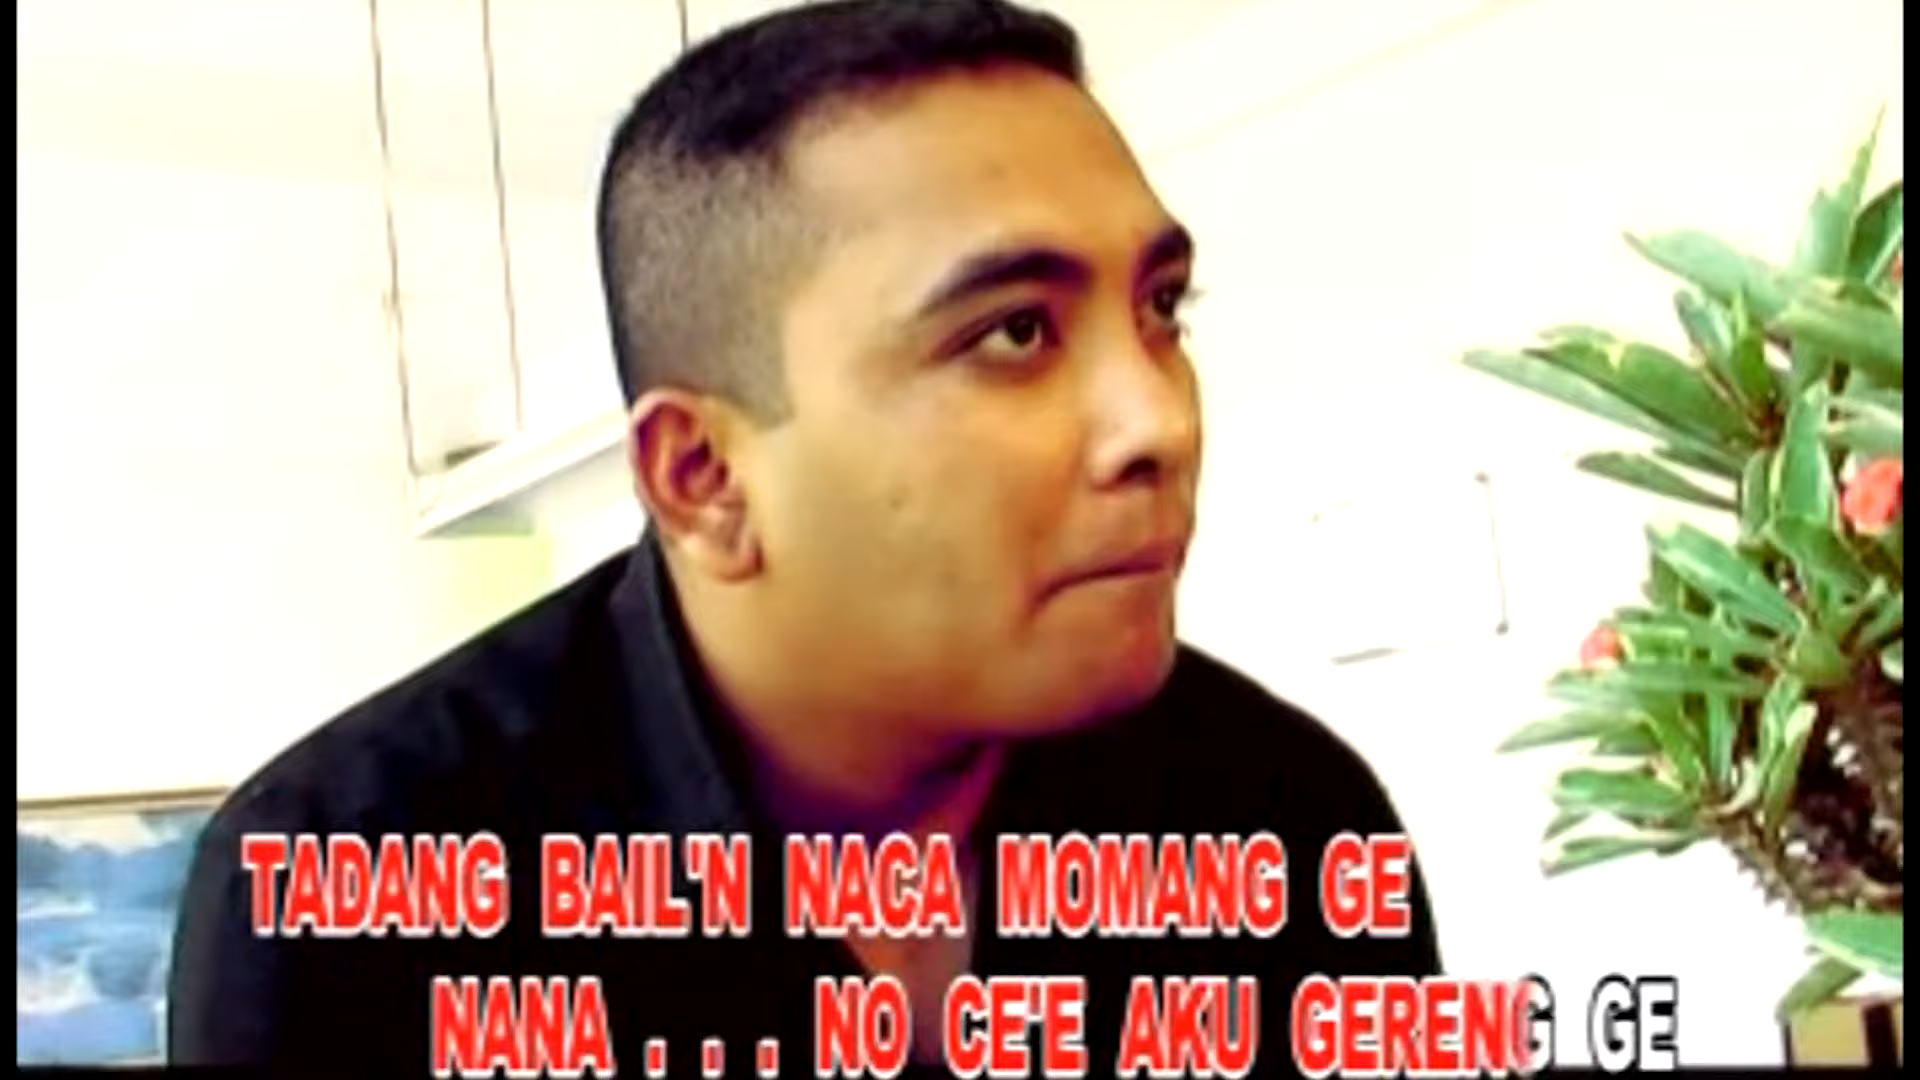 TADANG BAIL'N NACA MOMANG GE
NANA . . . NO CE'E AKU GERENG GE